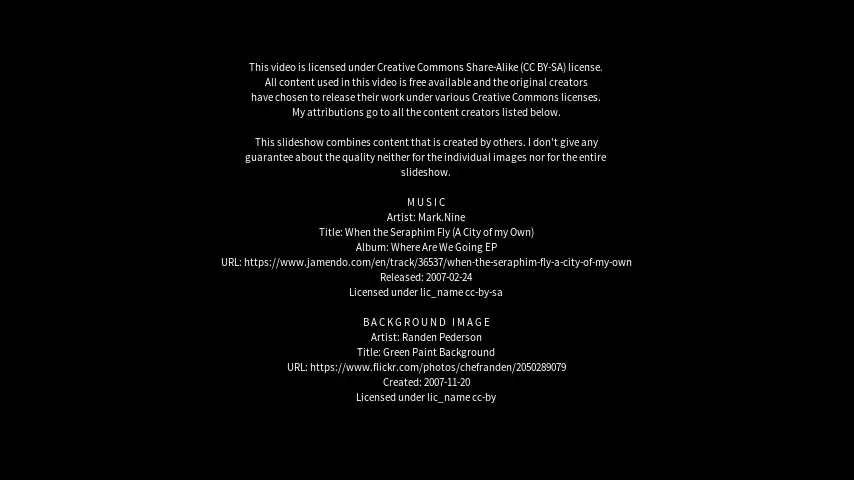 This video is licensed under Creative Commons Share-Alike (CC BY-SA) license.
All content used in this video is free available and the original creators
have chosen to release their work under various Creative Commons licenses.
My attributions go to all the content creators listed below.
This slideshow combines content that is created by others. I don't give any
guarantee about the quality neither for the individual images nor for the entire
slideshow.
MUSIC
Artist: Mark.Nine
Title: When the Seraphim Fly (A City of my Own)
Album: Where Are We Going EP
URL: https://www.jamendo.com/en/track/36537/when-the-seraphim-fly-a-city-of-my-own
Released: 2007-02-24
Licensed under lic_name cc-by-sa
BACKGROUND IMAGE
Artist: Randen Pederson
Title: Green Paint Background
URL: https://www.flickr.com/photos/chefranden/2050289079
Created: 2007-11-20
Licensed under lic_name cc-by